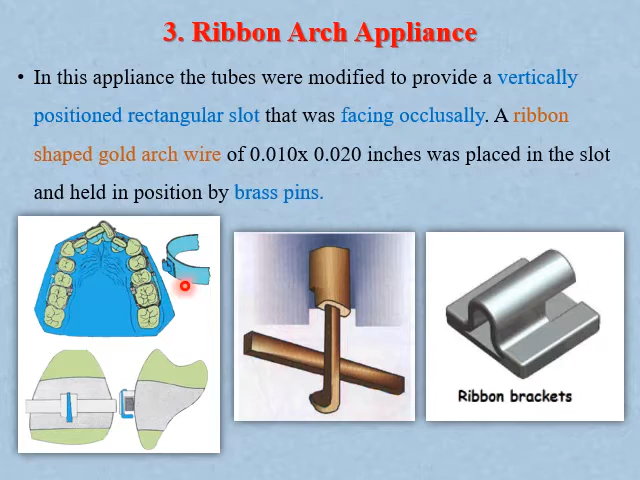 3. Ribbon Arch Appliance
• In this appliance the tubes were modified to provide a vertically
positioned rectangular slot that was facing occlusally. A ribbon
shaped gold arch wire of 0.010x 0.020 inches was placed in the slot
and held in position by brass pins.
Ribbon brackets